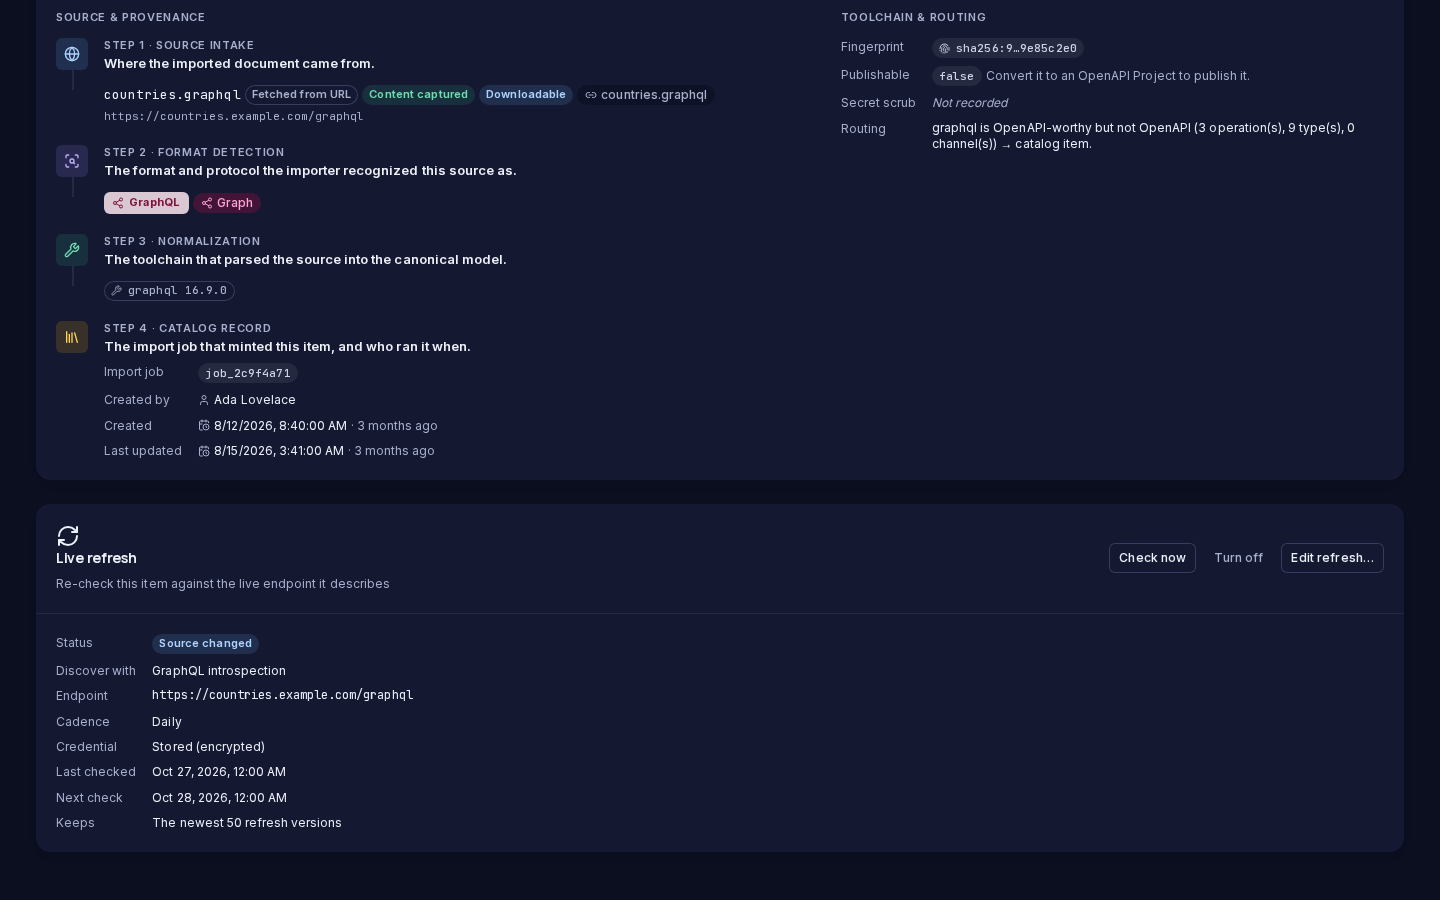 SOURCE & PROVENANCE
STEP 1 · SOURCE INTAKE
Where the imported document came from.
countries.graphql Fetched from URL Content captured Downloadable countries.graphql
https://countries.example.com/graphql
STEP 2 · FORMAT DETECTION
The format and protocol the importer recognized this source as.
GraphQL Graph
STEP 3 · NORMALIZATION
The toolchain that parsed the source into the canonical model.
graphql 16.9.0
STEP 4 · CATALOG RECORD
The import job that minted this item, and who ran it when.
Import job job_2c9f4a71
Created by Ada Lovelace
Created 8/12/2026, 8:40:00 AM · 3 months ago
Last updated 8/15/2026, 3:41:00 AM · 3 months ago
TOOLCHAIN & ROUTING
Fingerprint sha256:9…9e85c2e0
Publishable false Convert it to an OpenAPI Project to publish it.
Secret scrub Not recorded
Routing graphql is OpenAPI-worthy but not OpenAPI (3 operation(s), 9 type(s), 0
channel(s)) → catalog item.
Live refresh
Re-check this item against the live endpoint it describes
Check now Turn off Edit refresh...
Status Source changed
Discover with GraphQL introspection
Endpoint https://countries.example.com/graphql
Cadence Daily
Credential Stored (encrypted)
Last checked Oct 27, 2026, 12:00 AM
Next check Oct 28, 2026, 12:00 AM
Keeps The newest 50 refresh versions